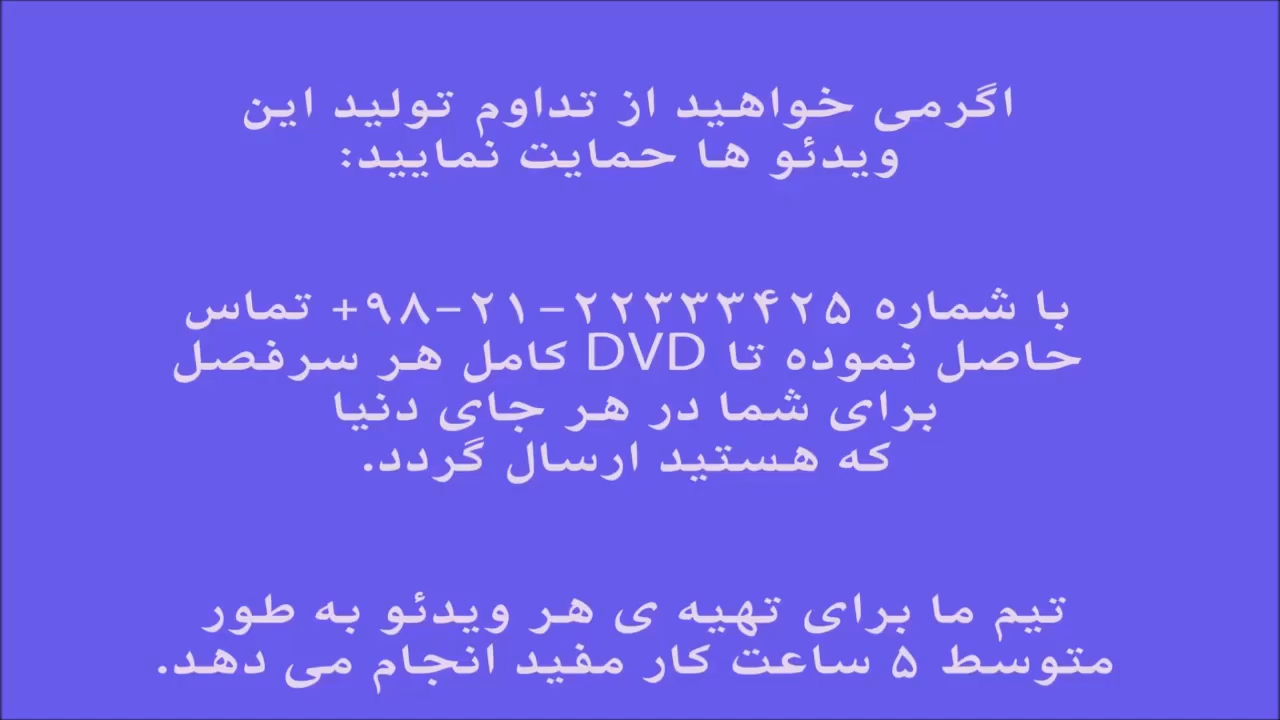 اگرمی خواهید از تداوم تولید این
ویدئو ها حمایت نمایید:
با شماره ۲۲۳۳۳۴۲۵-۲۱-۹۸+ تماس
حاصل نموده تا DVD کامل هر سرفصل
برای شما در هر جای دنیا
که هستید ارسال گردد.
تیم ما برای تهیه ی هر ویدئو به طور
متوسط ۵ ساعت کار مفید انجام می دهد.